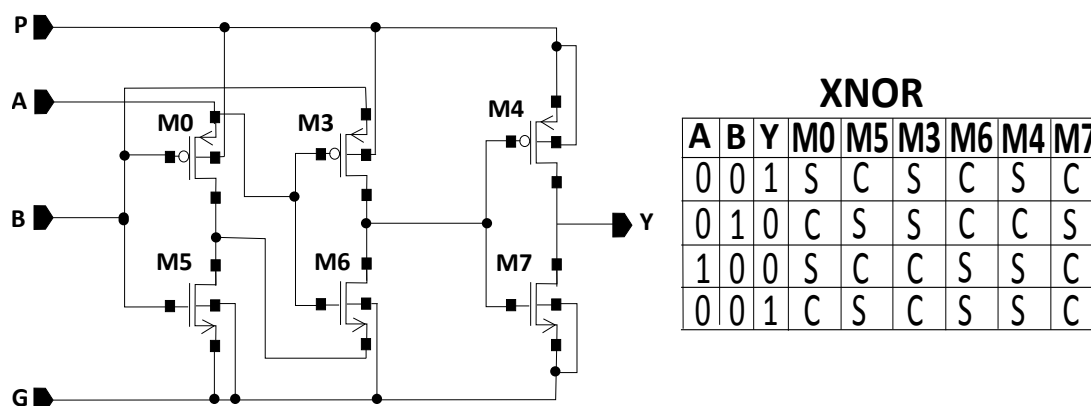 P
A
M0
M3
M4
B
Y
M5
M6
M7
G
XNOR
A B Y M0 M5 M3 M6 M4 M7
0 0 1 S C S C S C
0 1 0 C S S C C S
1 0 0 S C C S S C
0 0 1 C S C S S C